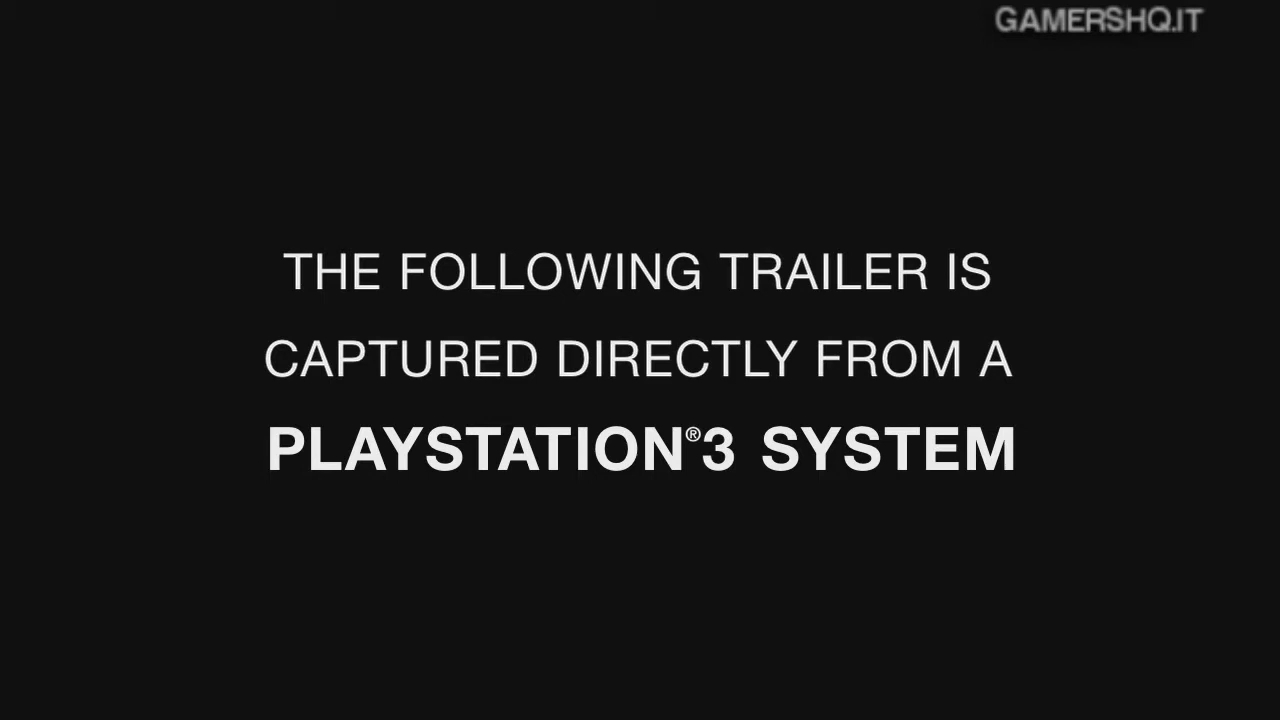 GAMERSHQ.IT
THE FOLLOWING TRAILER IS
CAPTURED DIRECTLY FROM A
PLAYSTATION®3 SYSTEM